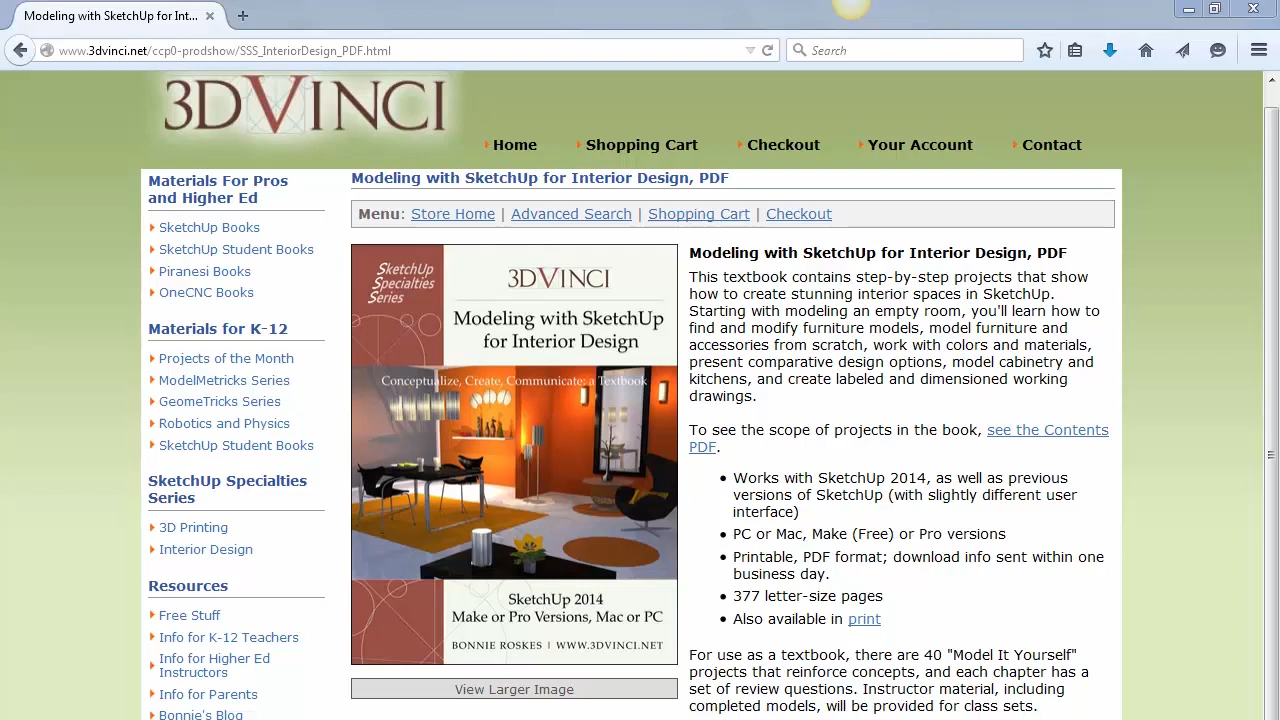 Modeling with SketchUp for Int...
www.3dvinci.net/ccp0-prodshow/SSS_InteriorDesign_PDF.html
Search
3DVINCI
Home
Shopping Cart
Checkout
Your Account
Contact
Materials For Pros
and Higher Ed
SketchUp Books
SketchUp Student Books
Piranesi Books
OneCNC Books
Materials for K-12
Projects of the Month
ModelMetricks Series
GeomeTricks Series
Robotics and Physics
SketchUp Student Books
SketchUp Specialties
Series
3D Printing
Interior Design
Resources
Free Stuff
Info for K-12 Teachers
Info for Higher Ed
Instructors
Info for Parents
Bonnie's Blog
Modeling with SketchUp for Interior Design, PDF
Menu: Store Home | Advanced Search | Shopping Cart | Checkout
SketchUp
Specialties
Series
3DVINCI
Modeling with SketchUp
for Interior Design
Conceptualize, Create, Communicate: a Textbook
SketchUp 2014
Make or Pro Versions, Mac or PC
BONNIE ROSKES | WWW.3DVINCI.NET
View Larger Image
Modeling with SketchUp for Interior Design, PDF
This textbook contains step-by-step projects that show
how to create stunning interior spaces in SketchUp.
Starting with modeling an empty room, you'll learn how to
find and modify furniture models, model furniture and
accessories from scratch, work with colors and materials,
present comparative design options, model cabinetry and
kitchens, and create labeled and dimensioned working
drawings.
To see the scope of projects in the book, see the Contents
PDF.
• Works with SketchUp 2014, as well as previous
versions of SketchUp (with slightly different user
interface)
• PC or Mac, Make (Free) or Pro versions
• Printable, PDF format; download info sent within one
business day.
• 377 letter-size pages
• Also available in print
For use as a textbook, there are 40 "Model It Yourself"
projects that reinforce concepts, and each chapter has a
set of review questions. Instructor material, including
completed models, will be provided for class sets.